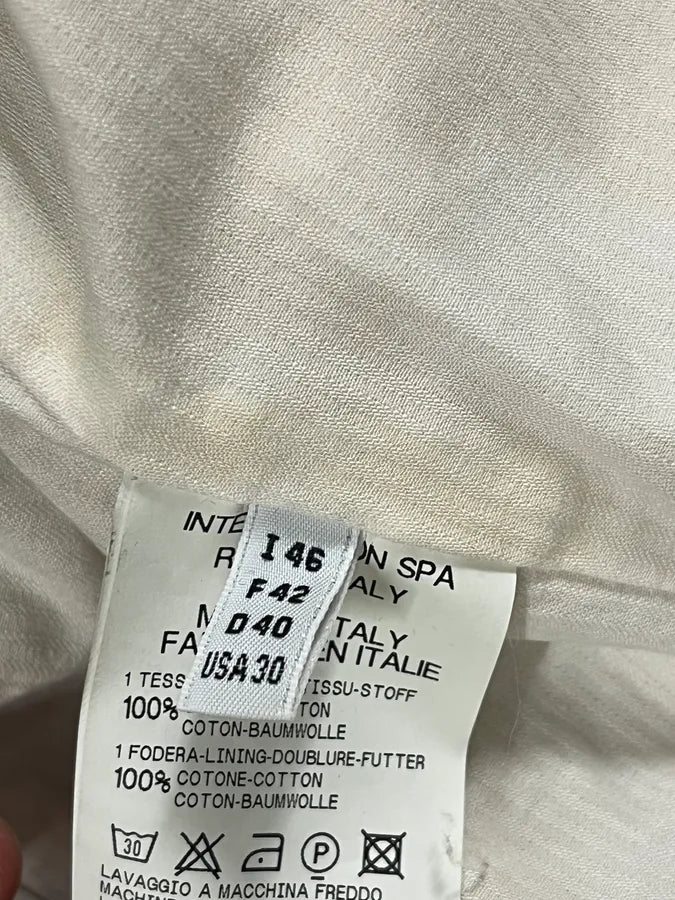 I 46
F 42
D 40
USA 30
INTE ON SPA
R ALY
M TALY
FA EN ITALIE
1 TESS TISSU-STOFF
100% TON
COTON-BAUMWOLLE
1 FODERA-LINING-DOUBLURE-FUTTER
100% COTONE-COTTON
COTON-BAUMWOLLE
30
P
LAVAGGIO A MACCHINA FREDDO